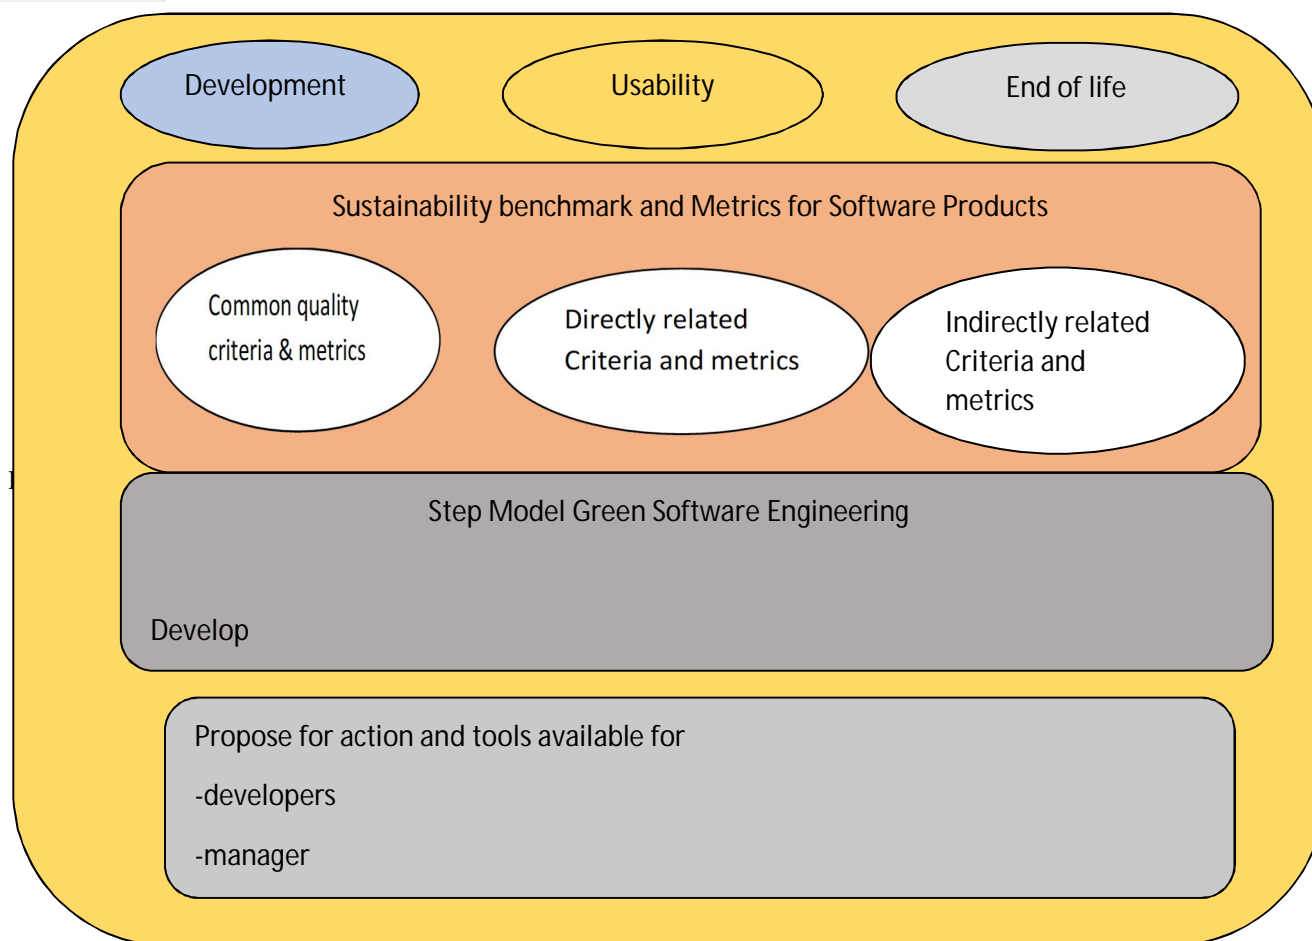 Development
Usability
End of life
Sustainability benchmark and Metrics for Software Products
Common quality
criteria & metrics
Directly related
Criteria and metrics
Indirectly related
Criteria and
metrics
Step Model Green Software Engineering
Develop
Propose for action and tools available for
-developers
-manager